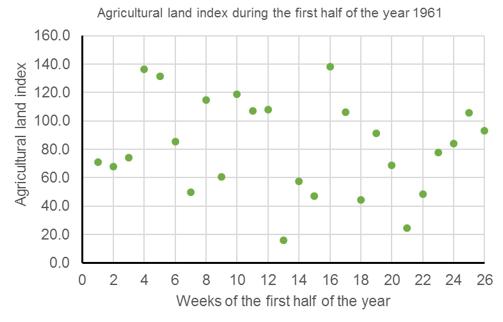 Agricultural land index during the first half of the year 1961
160.0
140.0
120.0
100.0
80.0
60.0
40.0
20.0
0.0
Agricultural land index
0 2 4 6 8 10 12 14 16 18 20 22 24 26
Weeks of the first half of the year